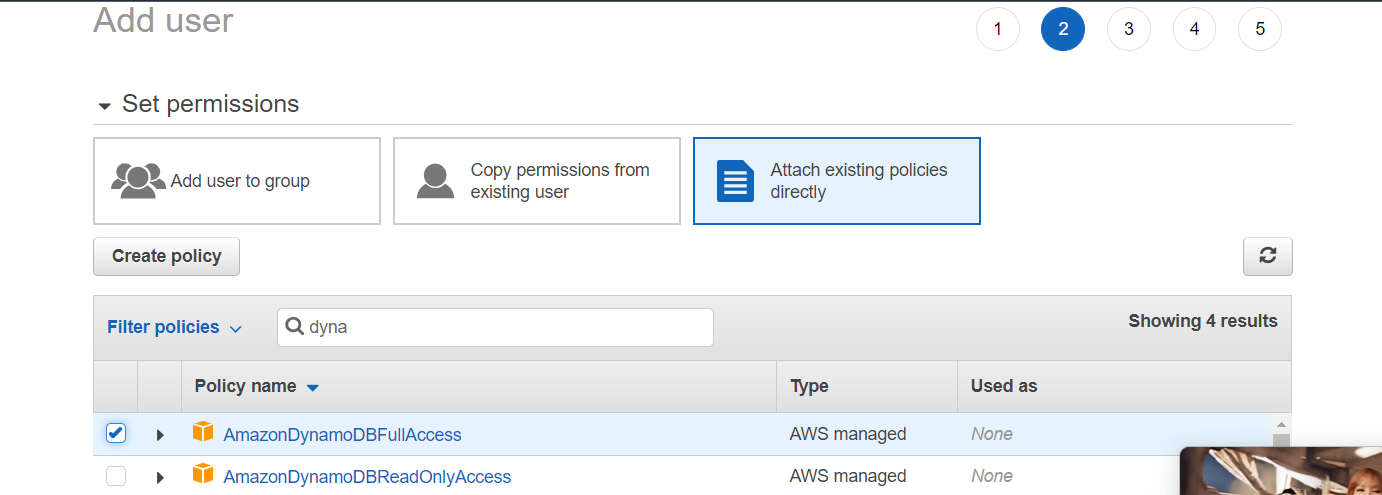 Add user
1 2 3 4 5
Set permissions
Add user to group
Copy permissions from
existing user
Attach existing policies
directly
Create policy
Filter policies
dyna
Showing 4 results
Policy name Type Used as
AmazonDynamoDBFullAccess AWS managed None
AmazonDynamoDBReadOnlyAccess AWS managed None